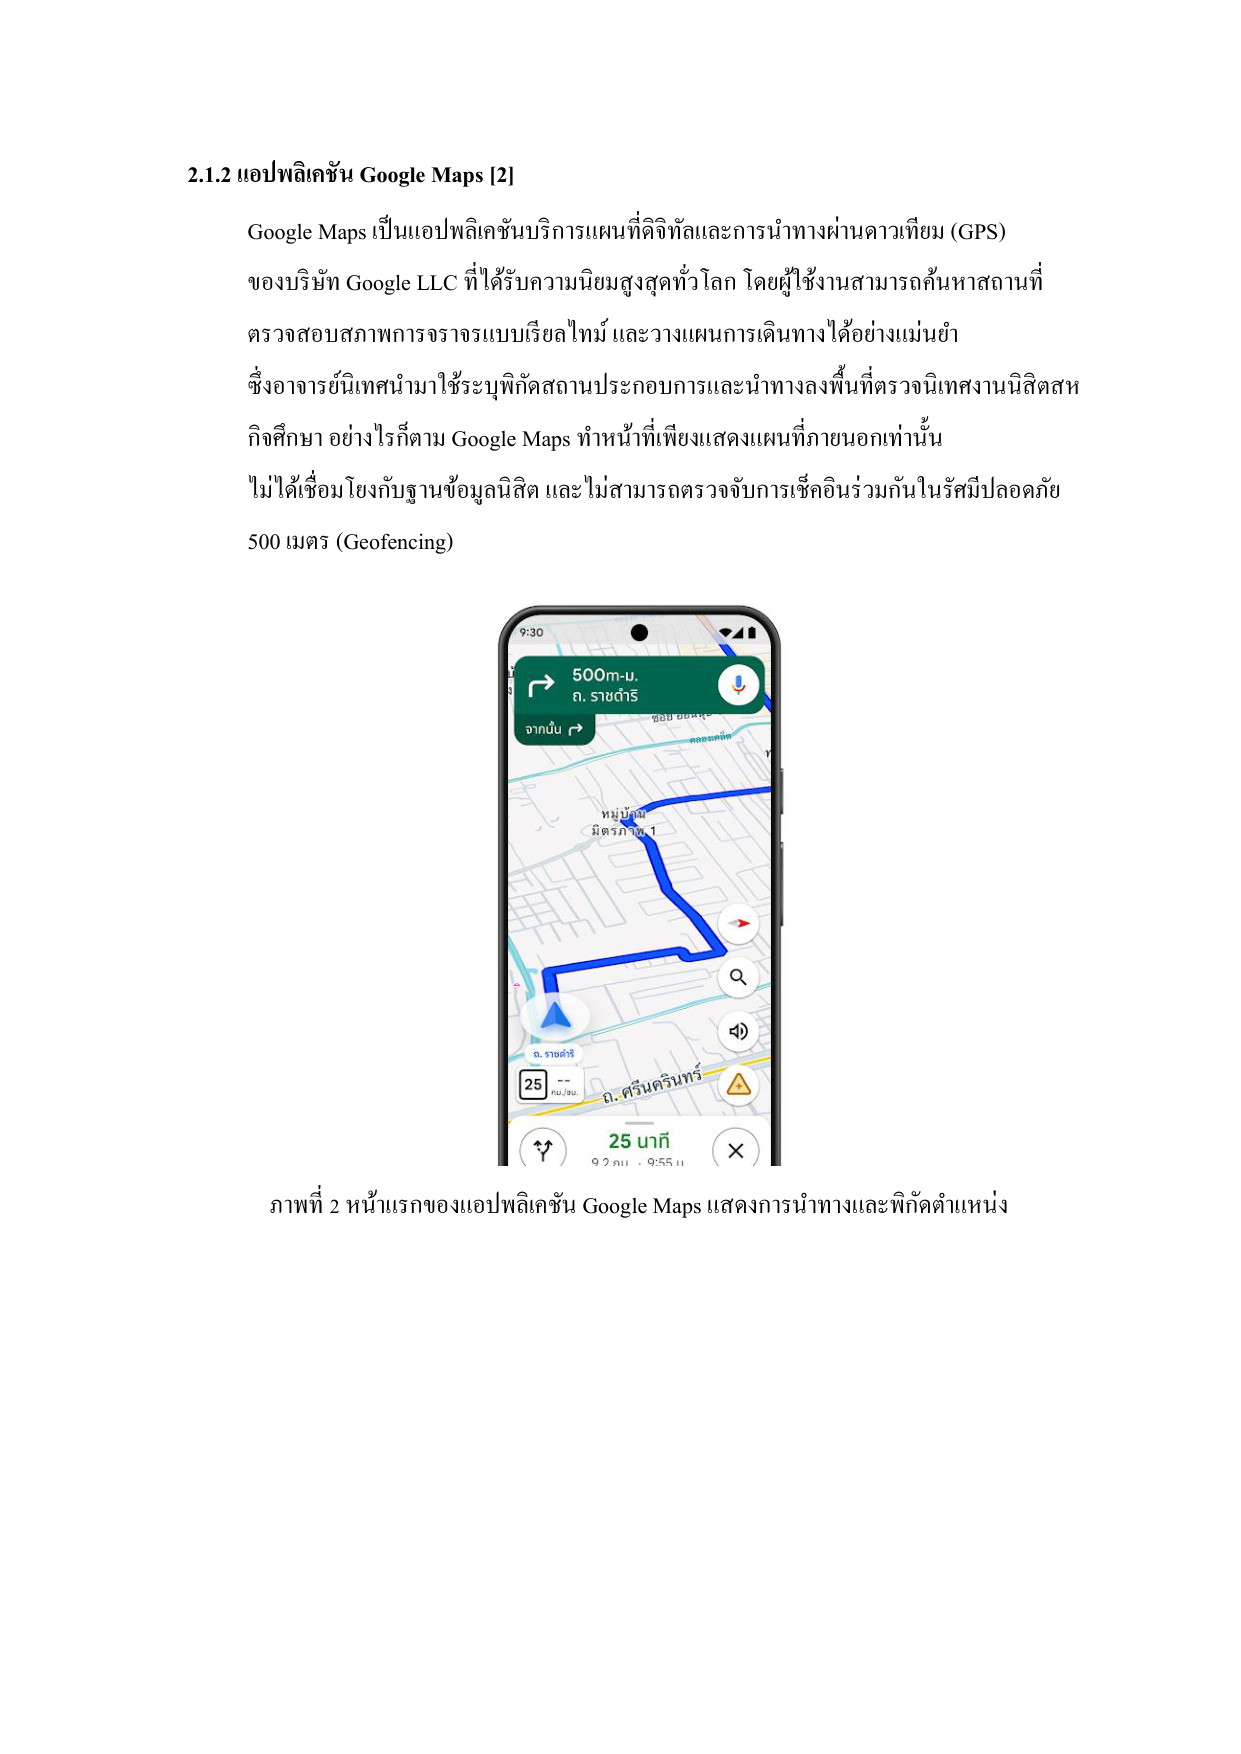 2.1.2 แอปพลิเคชัน Google Maps [2]
Google Maps เป็นแอปพลิเคชันบริการแผนที่ดิจิทัลและการนำทางผ่านดาวเทียม (GPS)
ของบริษัท Google LLC ที่ได้รับความนิยมสูงสุดทั่วโลก โดยผู้ใช้งานสามารถค้นหาสถานที่
ตรวจสอบสภาพการจราจรแบบเรียลไทม์ และวางแผนการเดินทางได้อย่างแม่นยำ
ซึ่งอาจารย์นิเทศนำมาใช้ระบุพิกัดสถานประกอบการและนำทางลงพื้นที่ตรวจนิเทศงานนิสิตสห
กิจศึกษา อย่างไรก็ตาม Google Maps ทำหน้าที่เพียงแสดงแผนที่ภายนอกเท่านั้น
ไม่ได้เชื่อมโยงกับฐานข้อมูลนิสิต และไม่สามารถตรวจจับการเช็คอินร่วมกันในรัศมีปลอดภัย
500 เมตร (Geofencing)
9:30
500m-ม.
ถ. ราชดำริ
จากนั้น
หมู่บ้าน
มิตรภาพ 1
ถ. ราชดำริ
25
--
กม./ชม.
ถ. ศรีนครินทร์
25 นาที
ภาพที่ 2 หน้าแรกของแอปพลิเคชัน Google Maps แสดงการนำทางและพิกัดตำแหน่ง